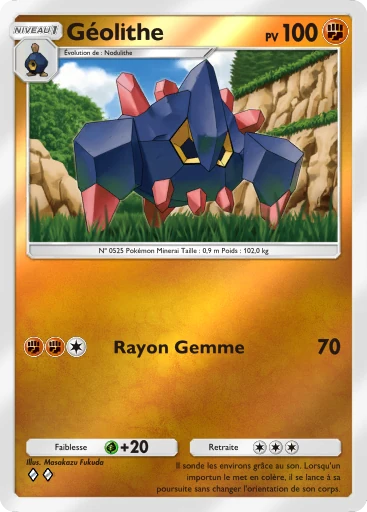 NIVEAU 1
Géolithe
PV 100
Évolution de : Nodulithe
N° 0525 Pokémon Minerai Taille : 0,9 m Poids : 102,0 kg
Rayon Gemme 70
Faiblesse +20 Retraite
Illus. Masakazu Fukuda
Il sonde les environs grâce au son. Lorsqu'un
importun le met en colère, il se lance à sa
poursuite sans changer l'orientation de son corps.